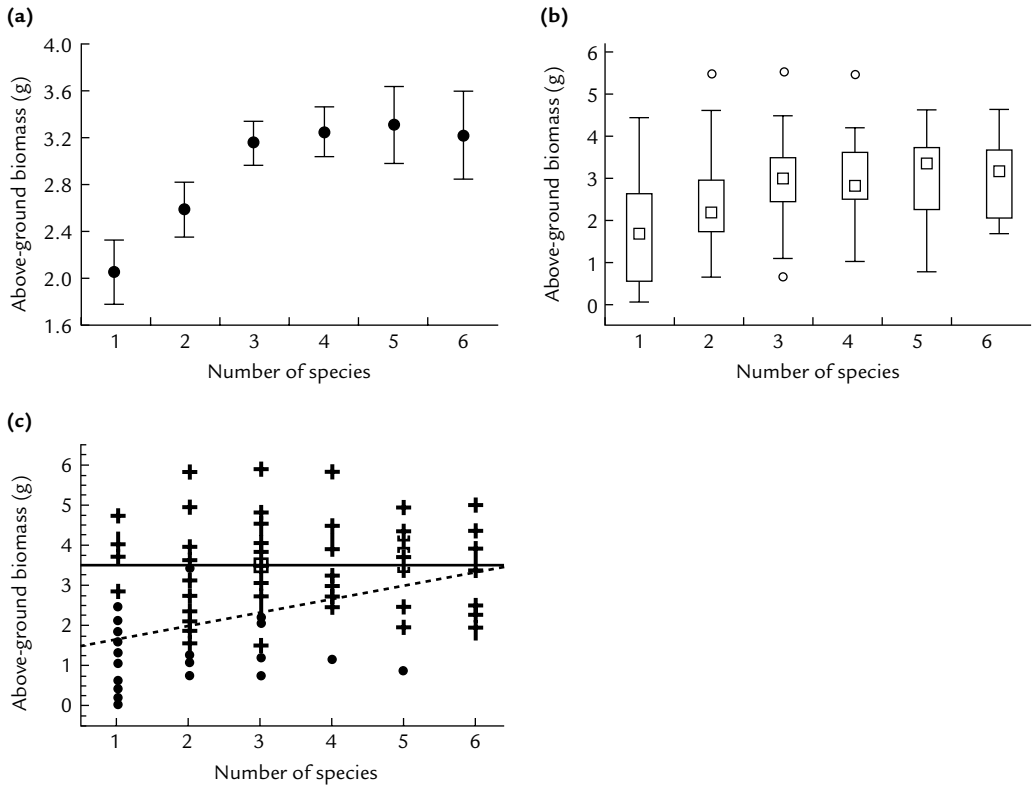 (a)
Above-ground biomass (g)
4.0
3.6
3.2
2.8
2.4
2.0
1.6
1 2 3 4 5 6
Number of species
(b)
Above-ground biomass (g)
6
5
4
3
2
1
0
1 2 3 4 5 6
Number of species
(c)
Above-ground biomass (g)
6
5
4
3
2
1
0
1 2 3 4 5 6
Number of species